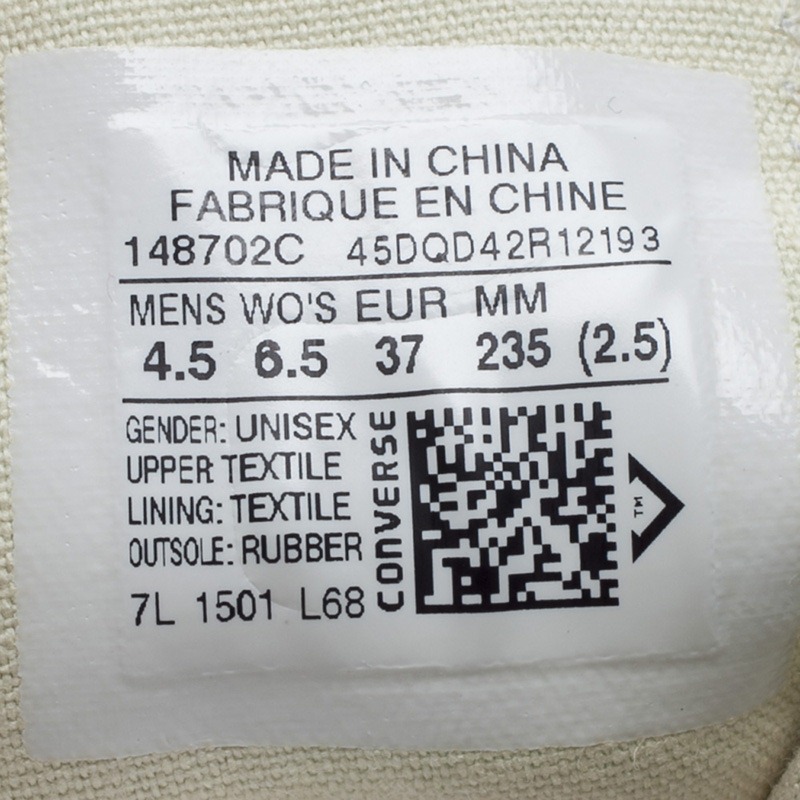 MADE IN CHINA
FABRIQUE EN CHINE
148702C 45DQD42R12193
MENS WO'S EUR MM
4.5 6.5 37 235 (2.5)
GENDER: UNISEX
UPPER TEXTILE
LINING: TEXTILE
OUTSOLE: RUBBER
7L 1501 L68
CONVERSE
TM